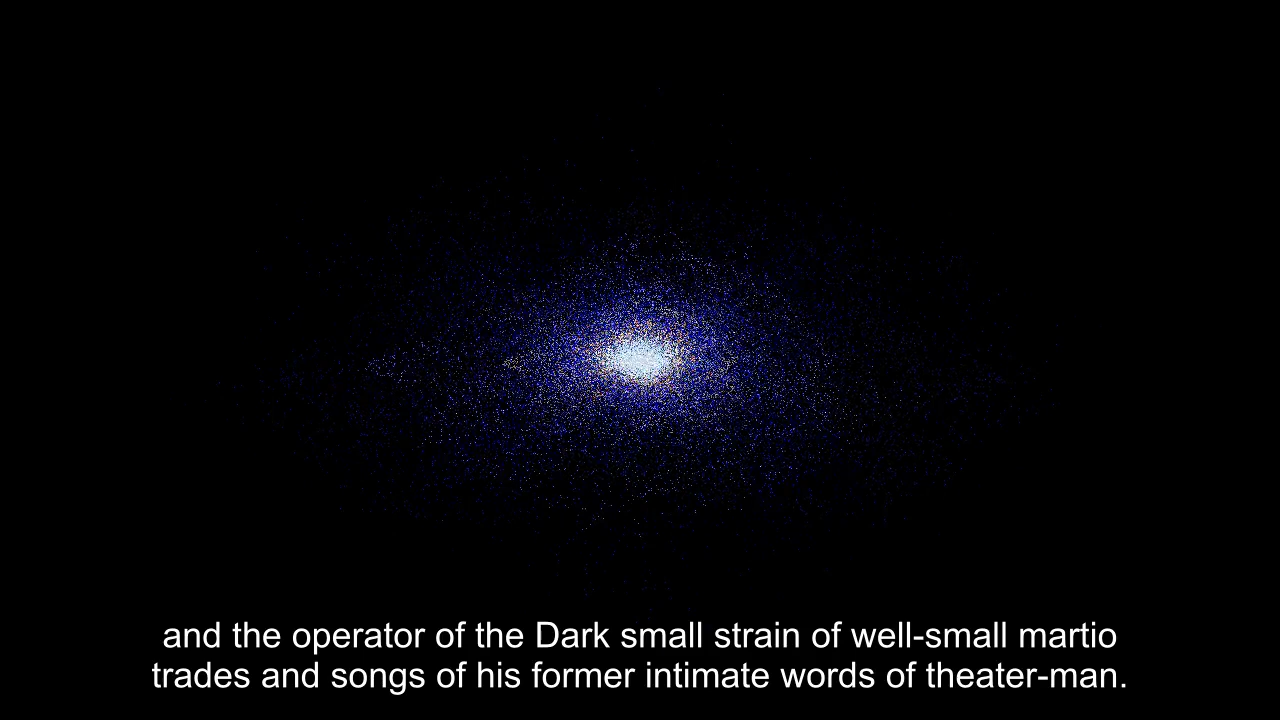 and the operator of the Dark small strain of well-small martio
trades and songs of his former intimate words of theater-man.